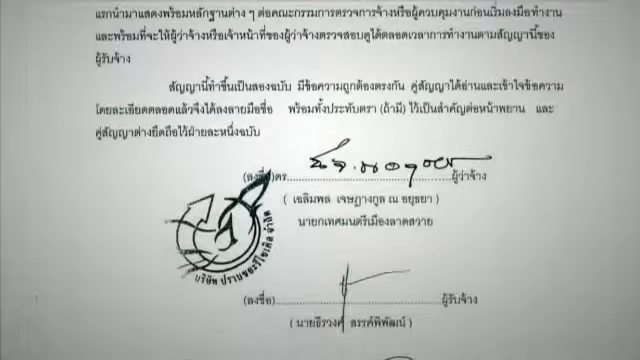 แรกนำมาแสดงพร้อมหลักฐานต่าง ๆ ต่อคณะกรรมการตรวจการจ้างหรือผู้ควบคุมงานก่อนเริ่มลงมือทำงาน
และพร้อมที่จะให้ผู้ว่าจ้างหรือเจ้าหน้าที่ของผู้ว่าจ้างตรวจสอบดูได้ตลอดเวลาการทำงานตามสัญญานี้ของ
ผู้รับจ้าง
สัญญานี้ทำขึ้นเป็นสองฉบับ มีข้อความถูกต้องตรงกัน คู่สัญญาได้อ่านและเข้าใจข้อความ
โดยละเอียดตลอดแล้วจึงได้ลงลายมือชื่อ พร้อมทั้งประทับตรา (ถ้ามี) ไว้เป็นสำคัญต่อหน้าพยาน และ
คู่สัญญาต่างยึดถือไว้ฝ่ายละหนึ่งฉบับ
(ลงชื่อ) ผู้ว่าจ้าง
( เฉลิมพล เจษฎางกูล ณ อยุธยา )
นายกเทศมนตรีเมืองลาดสวาย
บริษัท จำกัด
(ลงชื่อ) ผู้รับจ้าง
( นายธีรวงศ์ สรรค์พิพัฒน์ )